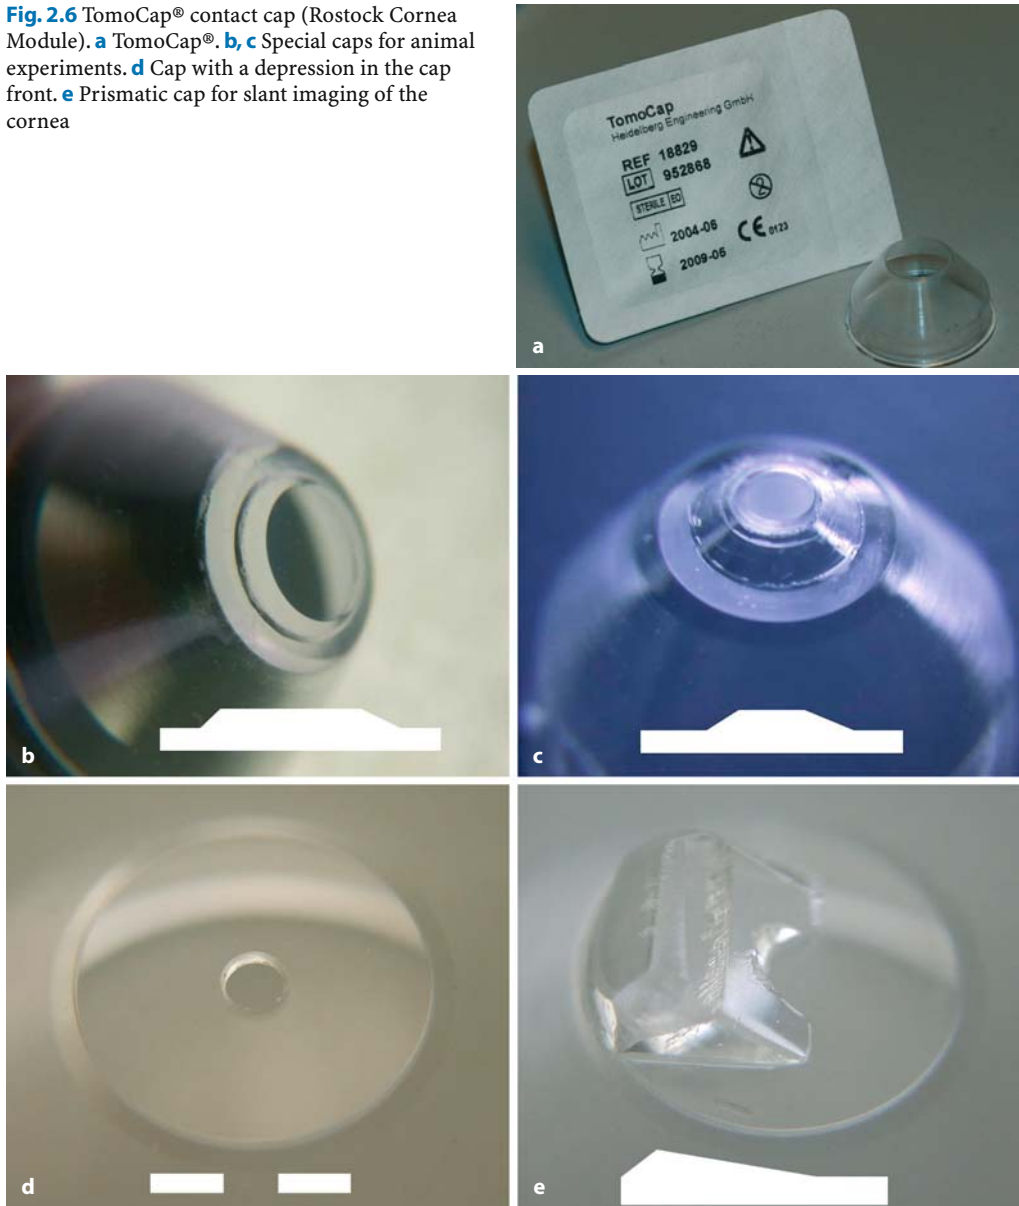 Fig. 2.6 TomoCap® contact cap (Rostock Cornea
Module). a TomoCap®. b, c Special caps for animal
experiments. d Cap with a depression in the cap
front. e Prismatic cap for slant imaging of the
cornea
TomoCap
Heidelberg Engineering GmbH
REF 18829
LOT 952868
STERILE EO
2
2004-06
CE 0123
2009-05
a
b
c
d
e